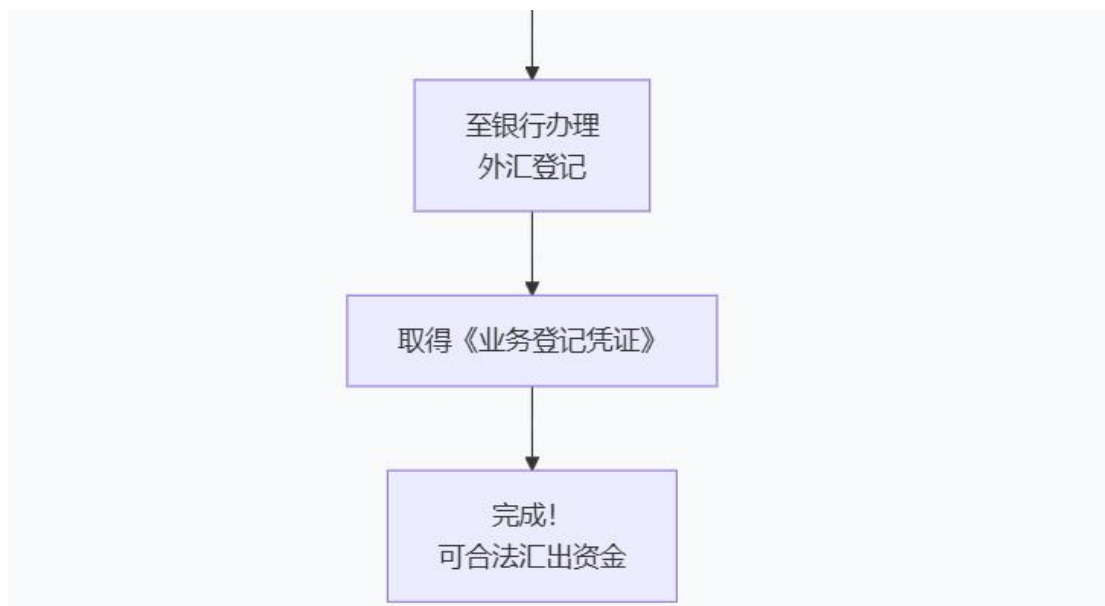 至银行办理
外汇登记
取得《业务登记凭证》
完成！
可合法汇出资金